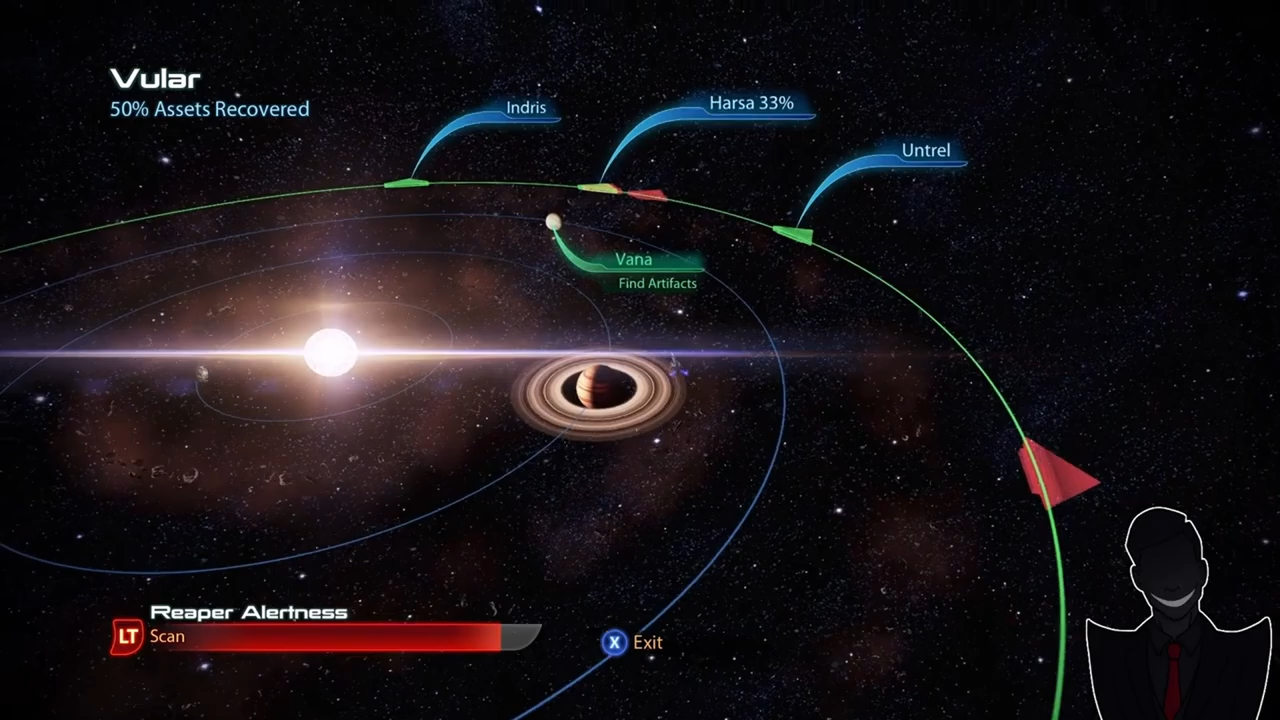 Vular
50% Assets Recovered
Indris
Harsa 33%
Untrel
Vana
Find Artifacts
Reaper Alertness
LT Scan
X Exit